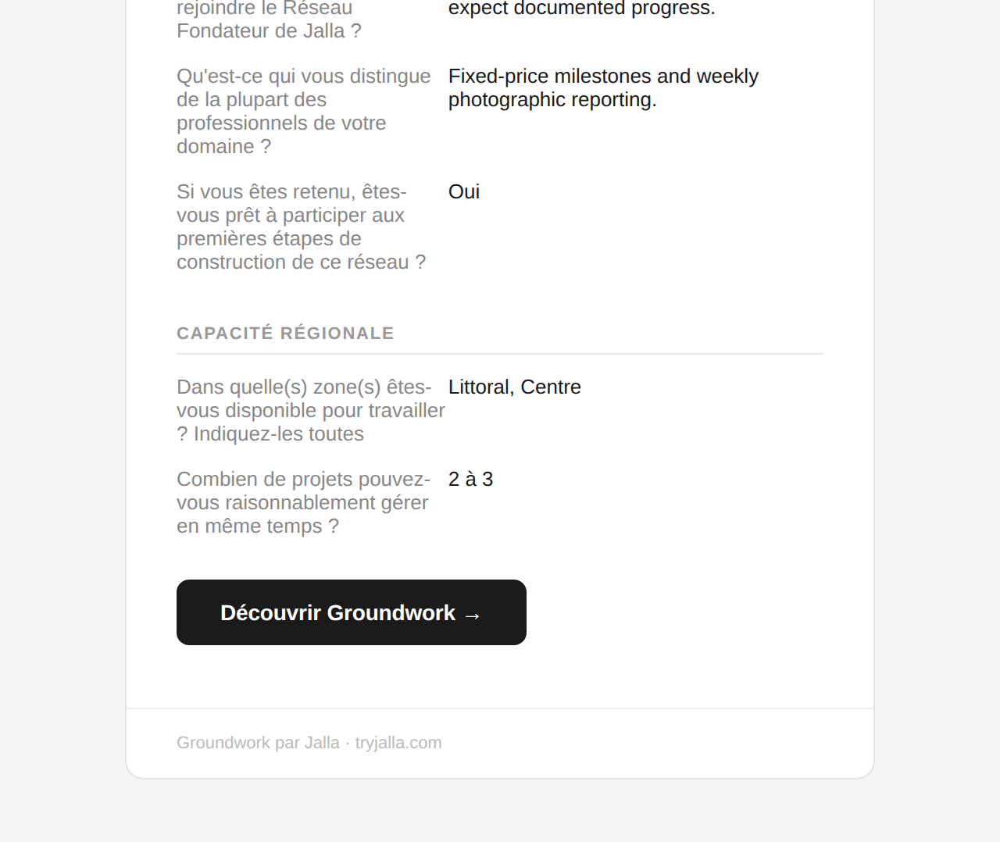 rejoindre le Réseau
Fondateur de Jalla ?
expect documented progress.
Qu'est-ce qui vous distingue
de la plupart des
professionnels de votre
domaine ?
Fixed-price milestones and weekly
photographic reporting.
Si vous êtes retenu, êtes-
vous prêt à participer aux
premières étapes de
construction de ce réseau ?
Oui
CAPACITÉ RÉGIONALE
Dans quelle(s) zone(s) êtes-
vous disponible pour travailler
? Indiquez-les toutes
Littoral, Centre
Combien de projets pouvez-
vous raisonnablement gérer
en même temps ?
2 à 3
Découvrir Groundwork →
Groundwork par Jalla · tryjalla.com